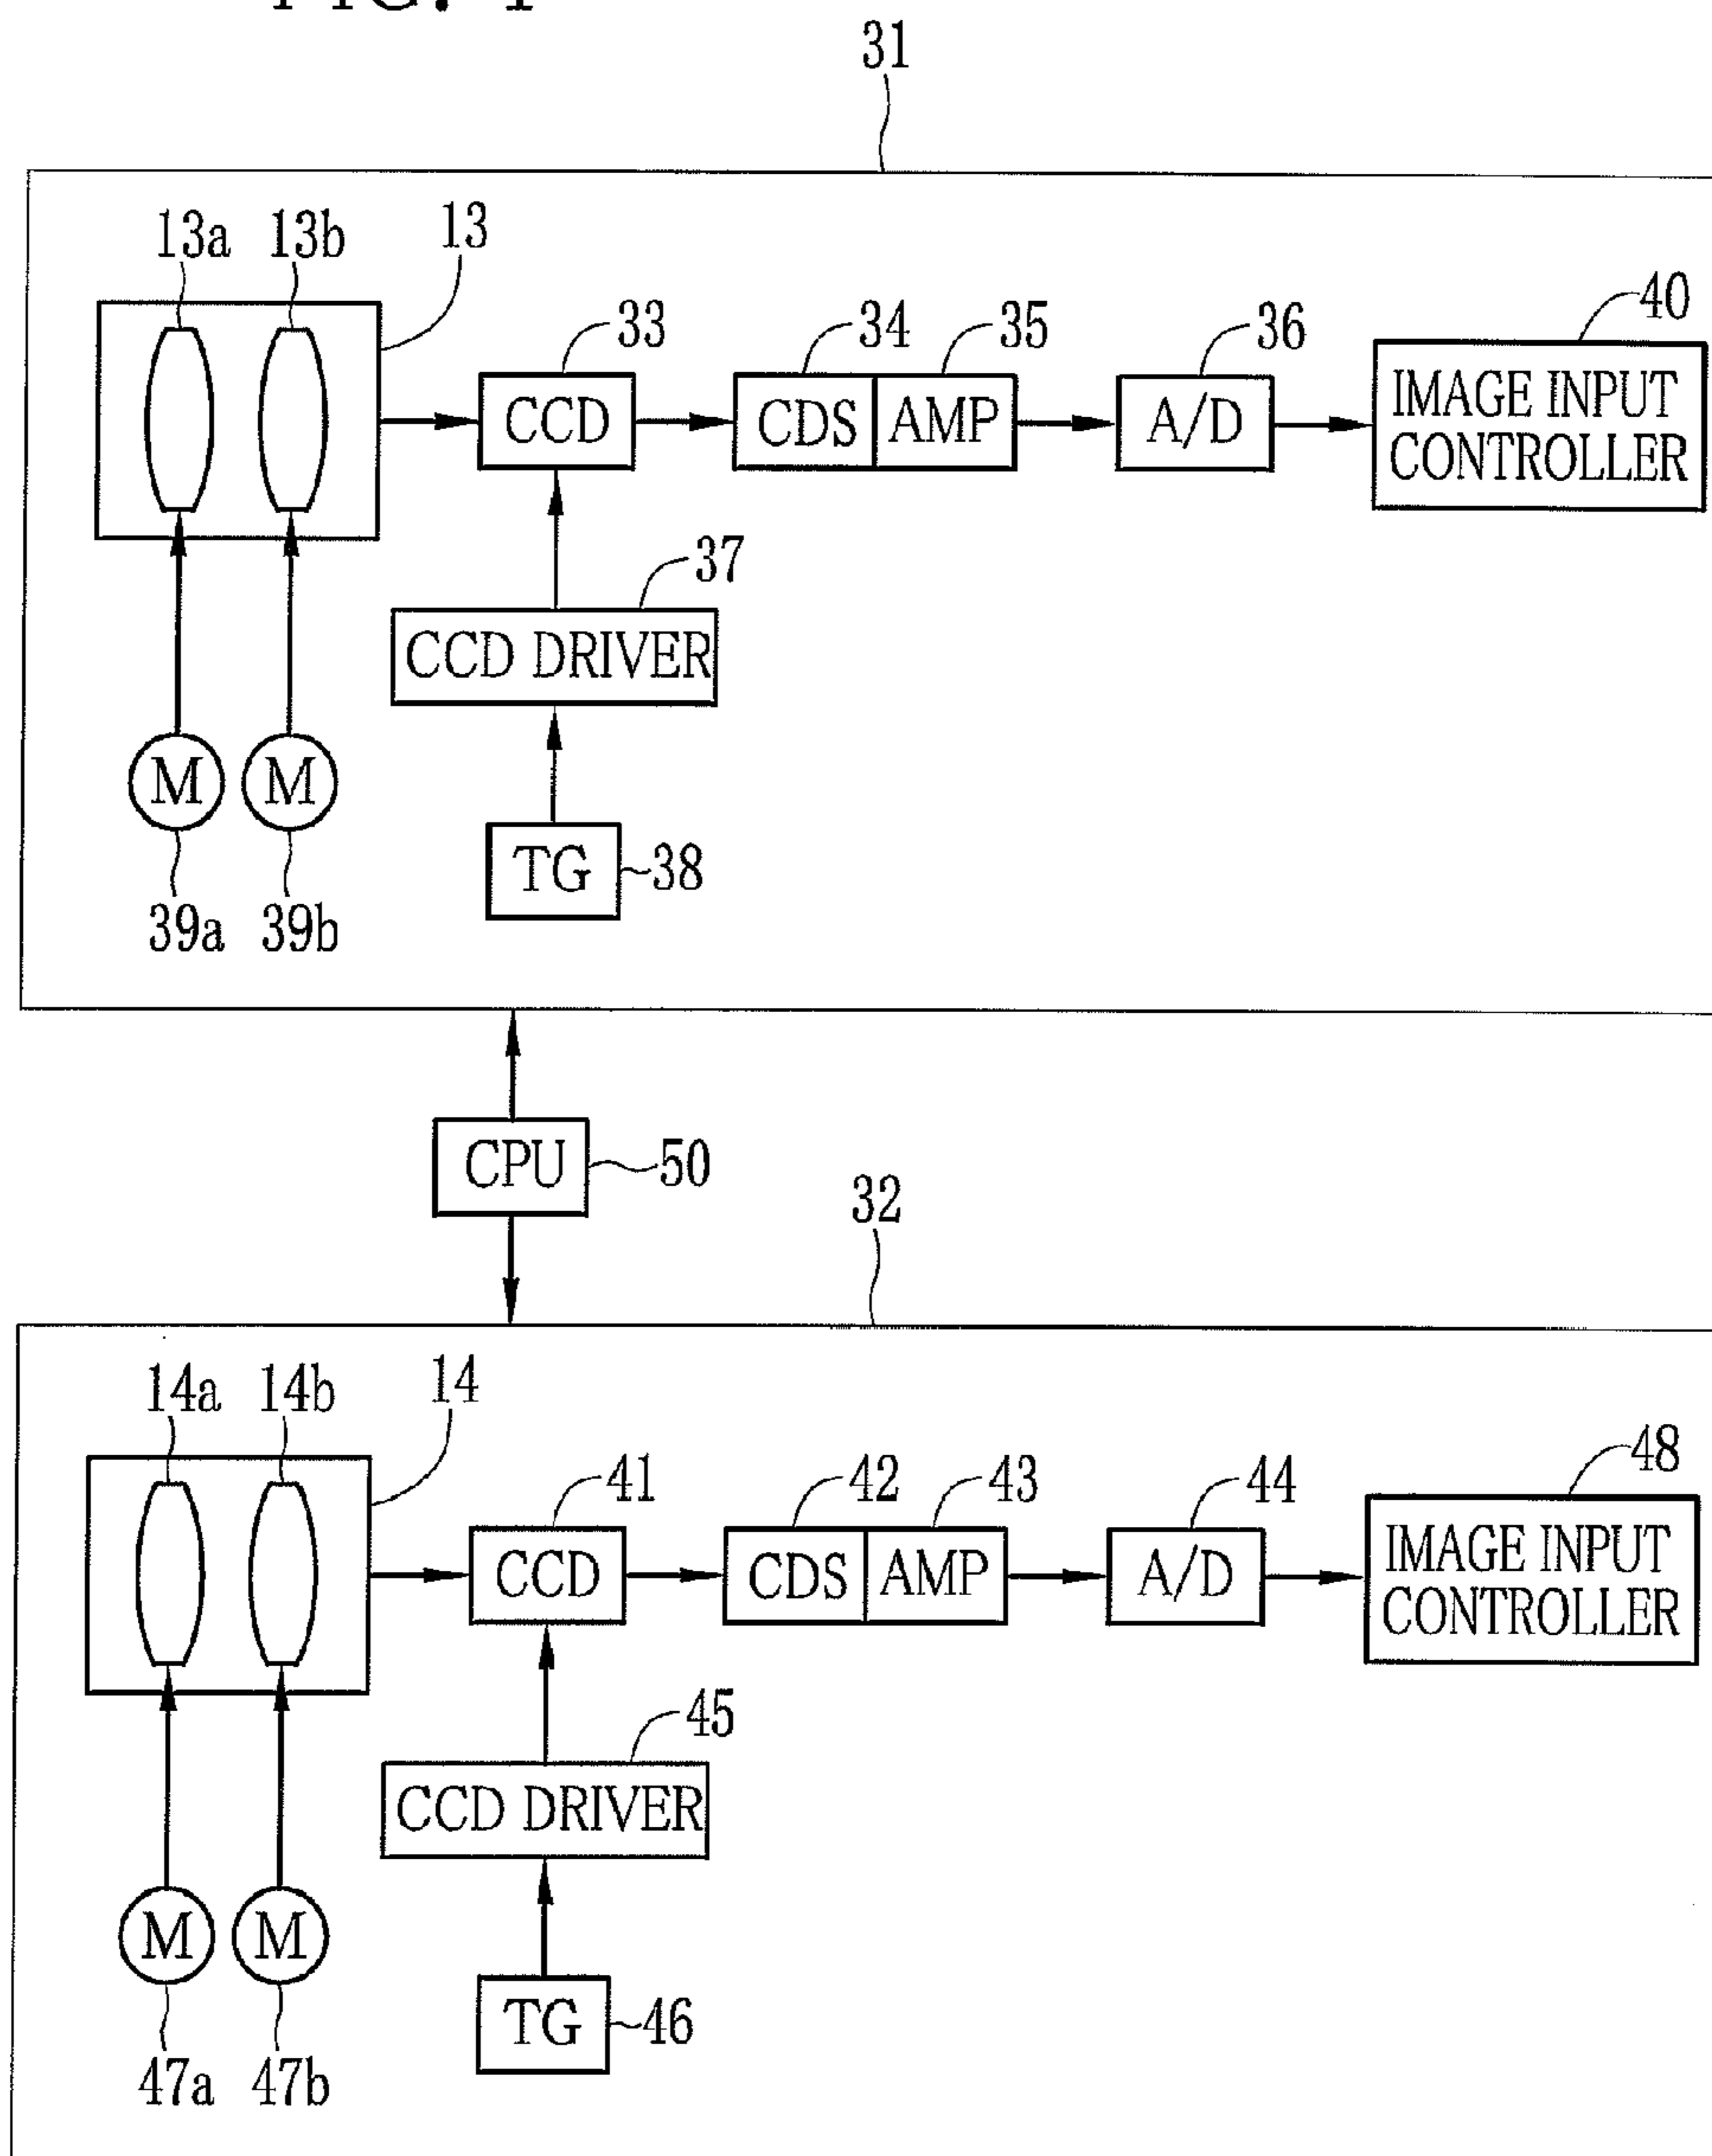 31
13a 13b 13
33 34 35 36 40
CCD CDS AMP A/D IMAGE INPUT
CONTROLLER
37
CCD DRIVER
M M
TG 38
39a 39b
CPU 50
32
14a 14b 14
41 42 43 44 48
CCD CDS AMP A/D IMAGE INPUT
CONTROLLER
45
CCD DRIVER
M M
TG 46
47a 47b